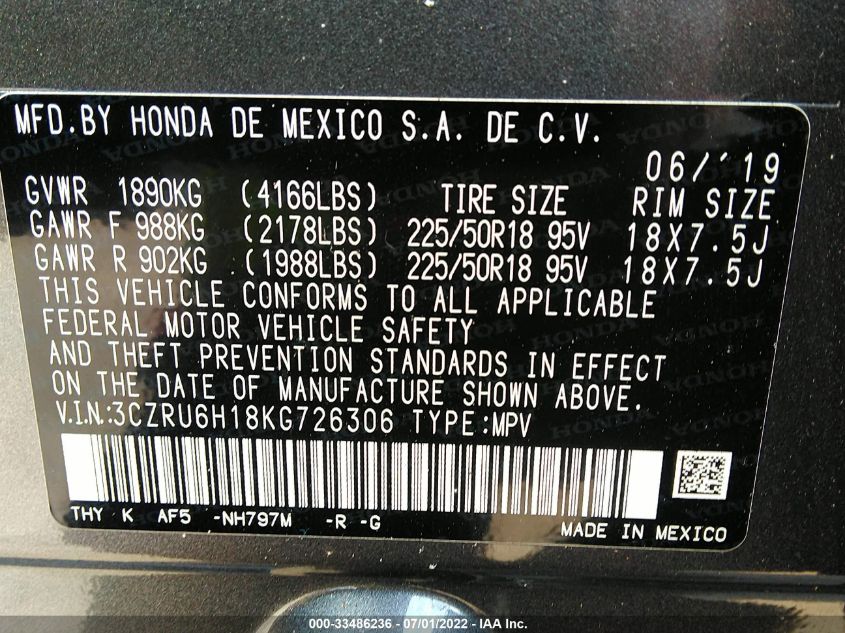 MFD.BY HONDA DE MEXICO S.A. DE C.V.
06/'19
GVWR 1890KG (4166LBS) TIRE SIZE RIM SIZE
GAWR F 988KG (2178LBS) 225/50R18 95V 18X7.5J
GAWR R 902KG (1988LBS) 225/50R18 95V 18X7.5J
THIS VEHICLE CONFORMS TO ALL APPLICABLE
FEDERAL MOTOR VEHICLE SAFETY
AND THEFT PREVENTION STANDARDS IN EFFECT
ON THE DATE OF MANUFACTURE SHOWN ABOVE.
V.I.N.:3CZRU6H18KG726306 TYPE:MPV
THY K AF5 -NH797M -R -G
MADE IN MEXICO
000-33486236 - 07/01/2022 - IAA Inc.